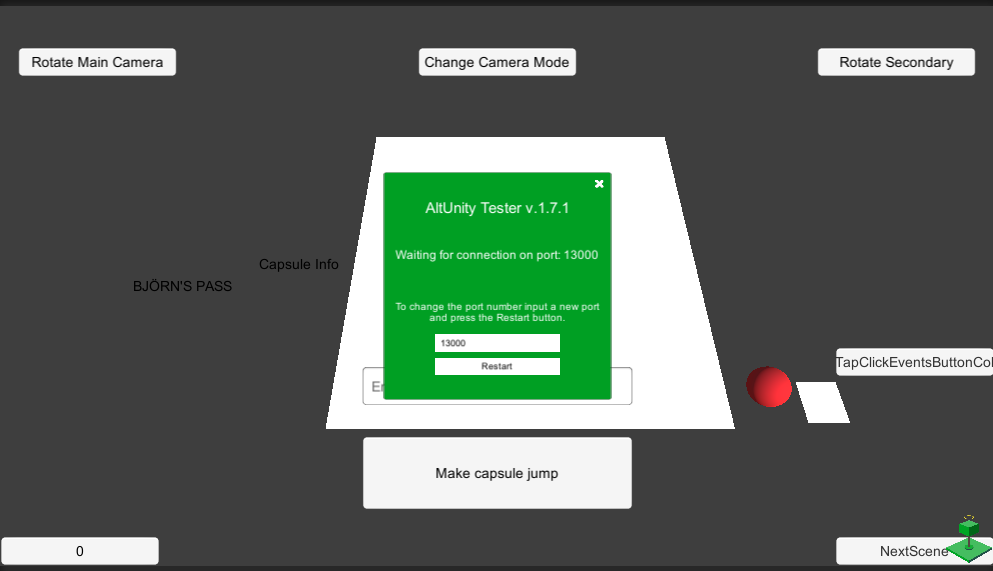 Rotate Main Camera
Change Camera Mode
Rotate Secondary
AltUnity Tester v.1.7.1
Waiting for connection on port: 13000
Capsule Info
BJÖRN'S PASS
To change the port number input a new port
and press the Restart button.
13000
Restart
TapClickEventsButtonCol
Make capsule jump
0
NextScene